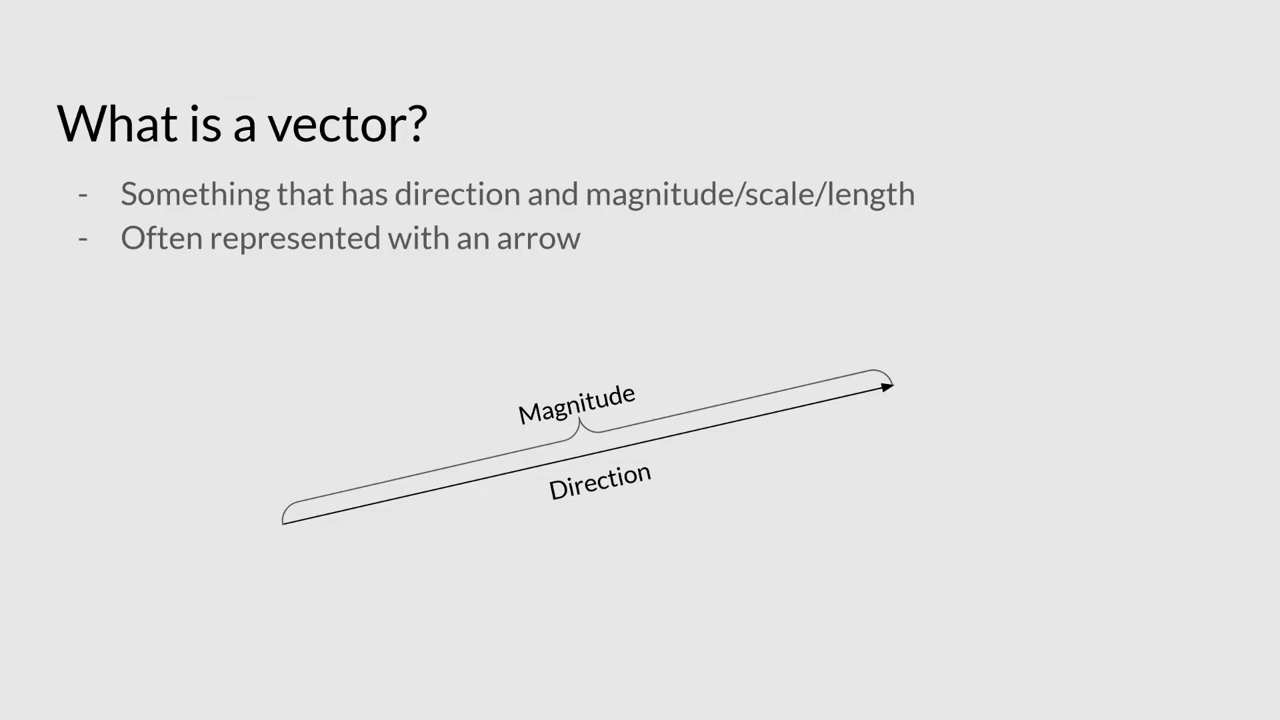 What is a vector?
- Something that has direction and magnitude/scale/length
- Often represented with an arrow
Magnitude
Direction